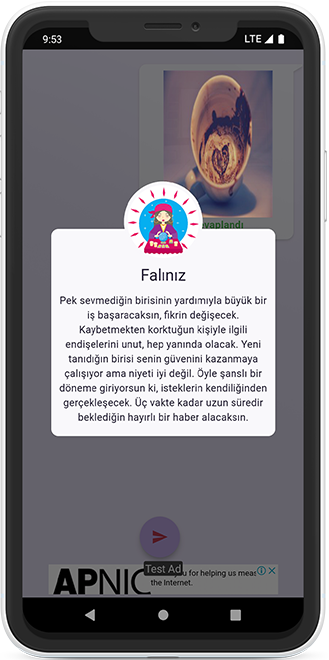 9:53
LTE
Falınız
Pek sevmediğin birisinin yardımıyla büyük bir
iş başaracaksın, fikrin değişecek.
Kaybetmekten korktuğun kişiyle ilgili
endişelerini unut, hep yanında olacak. Yeni
tanıdığın birisi senin güvenini kazanmaya
çalışıyor ama niyeti iyi değil. Öyle şanslı bir
döneme giriyorsun ki, isteklerin kendiliğinden
gerçekleşecek. Üç vakte kadar uzun süredir
beklediğin hayırlı bir haber alacaksın.
Test Ad
APNIC
for helping us meas
the Internet.